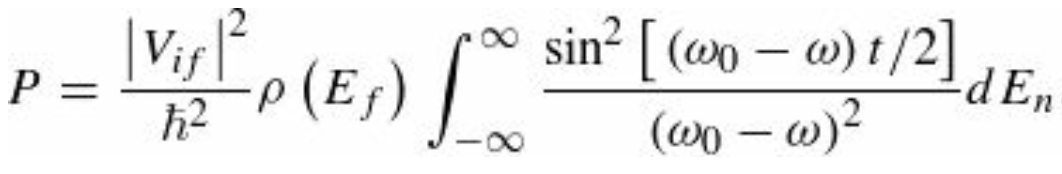 P = \frac{|V_{if}|^2}{\hbar^2} \rho (E_f) \int_{-\infty}^{\infty} \frac{\sin^2 [(\omega_0 - \omega) t/2]}{(\omega_0 - \omega)^2} dE_n